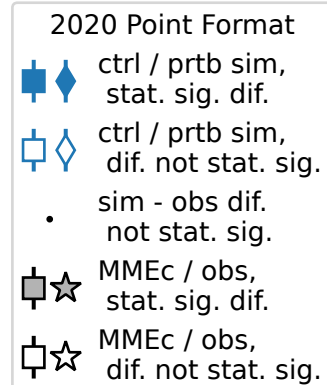 2020 Point Format
ctrl / prtb sim,
stat. sig. dif.
ctrl / prtb sim,
dif. not stat. sig.
sim - obs dif.
not stat. sig.
MMEc / obs,
stat. sig. dif.
MMEc / obs,
dif. not stat. sig.